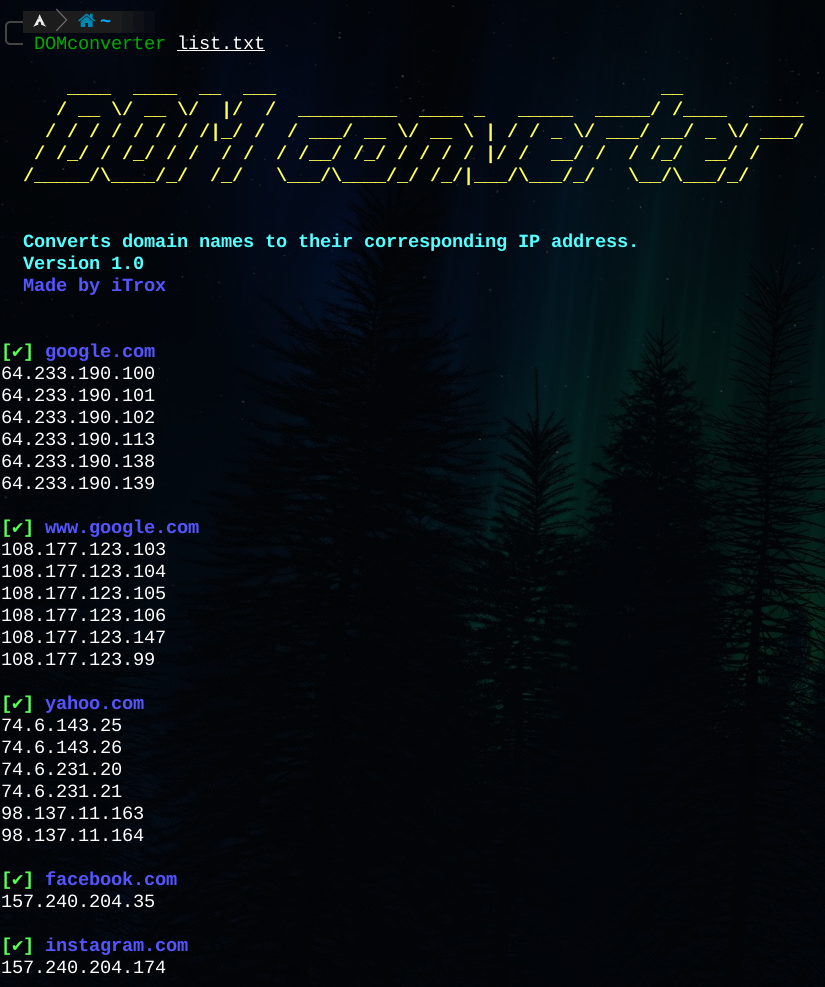 ~
DOMconverter list.txt
DOMconverter
Converts domain names to their corresponding IP address.
Version 1.0
Made by iTrox
[✔] google.com
64.233.190.100
64.233.190.101
64.233.190.102
64.233.190.113
64.233.190.138
64.233.190.139
[✔] www.google.com
108.177.123.103
108.177.123.104
108.177.123.105
108.177.123.106
108.177.123.147
108.177.123.99
[✔] yahoo.com
74.6.143.25
74.6.143.26
74.6.231.20
74.6.231.21
98.137.11.163
98.137.11.164
[✔] facebook.com
157.240.204.35
[✔] instagram.com
157.240.204.174